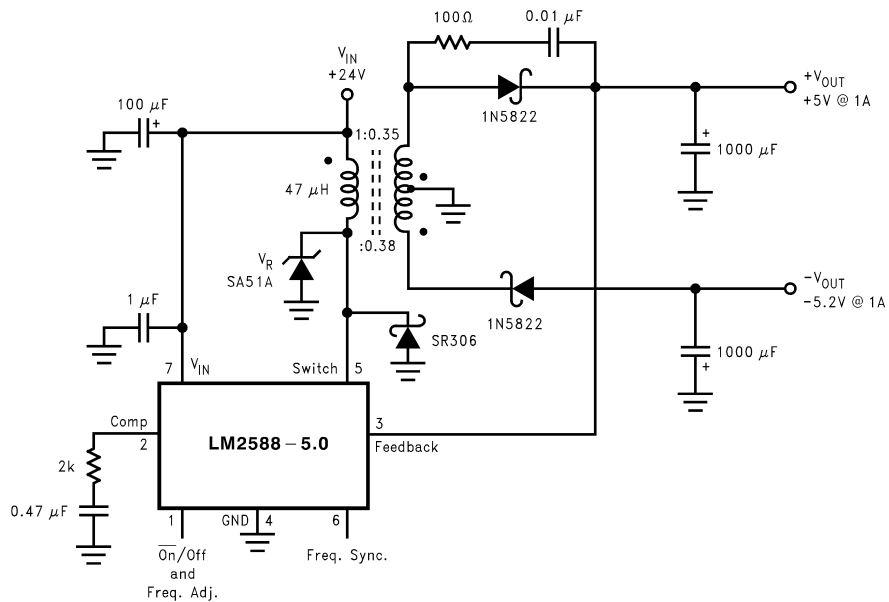 100Ω
0.01 μF
V_IN
+24V
+V_OUT
+5V @ 1A
100 μF
+
1:0.35
1N5822
+
1000 μF
47 μH
:0.38
V_R
SA51A
-V_OUT
-5.2V @ 1A
1 μF
1N5822
SR306
1000 μF
+
7
V_IN
Switch
5
Comp
2
LM2588-5.0
3
Feedback
2k
0.47 μF
1
GND
4
6
O̅n̅/Off
and
Freq. Adj.
Freq. Sync.